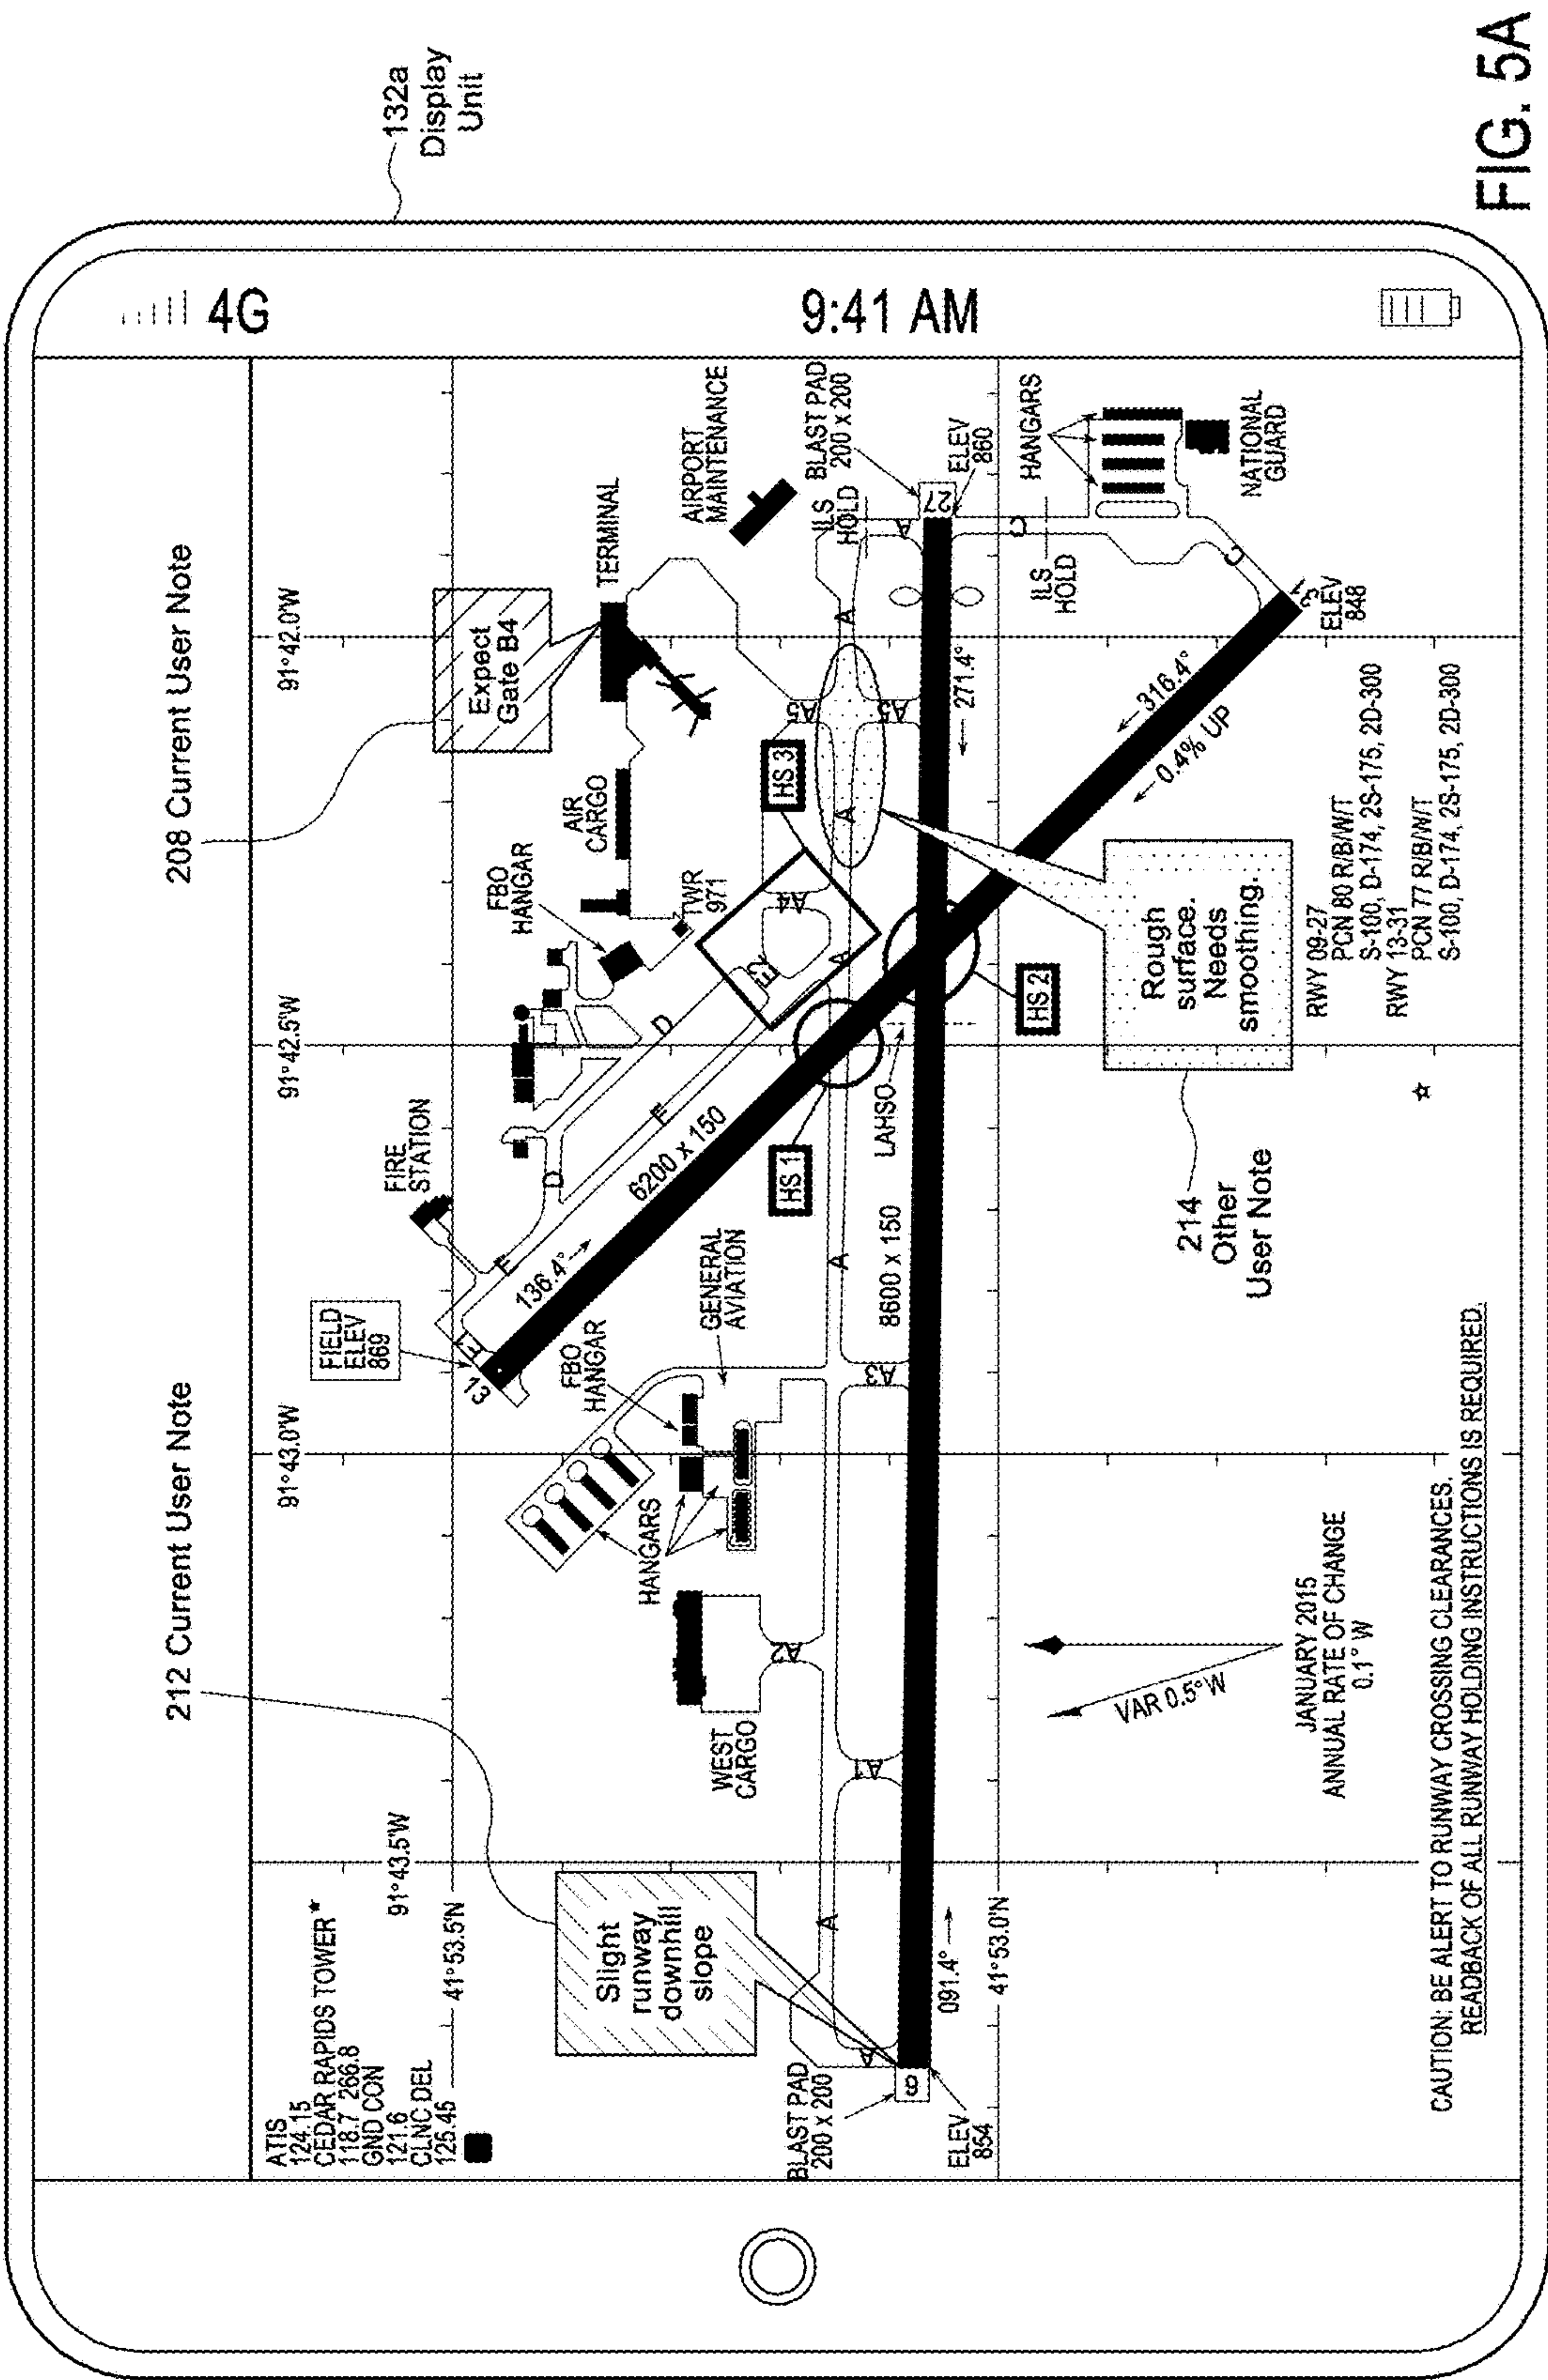 132a
Display
Unit
FIG. 5A
4G
9:41 AM
208 Current User Note
212 Current User Note
ATIS
124.15
CEDAR RAPIDS TOWER*
118.7 266.8
GND CON
121.6
CLNC DEL
125.45
91°43.5'W
91°43.0'W
91°42.5'W
91°42.0'W
41°53.5'N
41°53.0'N
FIELD
ELEV
869
FIRE
STATION
FBO
HANGAR
AIR
CARGO
TERMINAL
Expect
Gate B4
AIRPORT
MAINTENANCE
TWR
971
HS 3
ILS
HOLD
BLAST PAD
200 x 200
27
ELEV
860
HANGARS
NATIONAL
GUARD
ILS
HOLD
C
C
31
ELEV
848
13
E
E
E
D
D
A4
A5
A5
A
A
A
A
A
A
A
A
A1
A2
A3
136.4°
6200 x 150
FBO
HANGAR
GENERAL
AVIATION
HANGARS
WEST
CARGO
HS 1
HS 2
LAHSO
8600 x 150
271.4°
316.4°
0.4% UP
Slight
runway
downhill
slope
BLAST PAD
200 x 200
ELEV
854
091.4°
Rough
surface.
Needs
smoothing.
214
Other
User Note
RWY 09-27
PCN 80 R/B/W/T
S-100, D-174, 2S-175, 2D-300
RWY 13-31
PCN 77 R/B/W/T
S-100, D-174, 2S-175, 2D-300
VAR 0.5° W
JANUARY 2015
ANNUAL RATE OF CHANGE
0.1° W
CAUTION: BE ALERT TO RUNWAY CROSSING CLEARANCES.
READBACK OF ALL RUNWAY HOLDING INSTRUCTIONS IS REQUIRED.